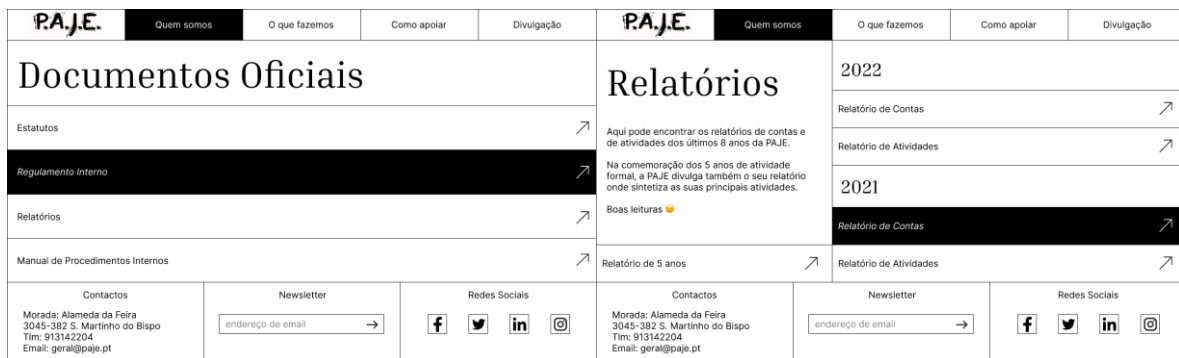 P.A.J.E.
Quem somos
O que fazemos
Como apoiar
Divulgação
Documentos Oficiais
Estatutos
Regulamento Interno
Relatórios
Manual de Procedimentos Internos
Contactos
Morada: Alameda da Feira
3045-382 S. Martinho do Bispo
Tlm: 913142204
Email: geral@paje.pt
Newsletter
endereço de email
Redes Sociais
P.A.J.E.
Quem somos
O que fazemos
Como apoiar
Divulgação
Relatórios
Aqui pode encontrar os relatórios de contas e
de atividades dos últimos 8 anos da PAJE.
Na comemoração dos 5 anos de atividade
formal, a PAJE divulga também o seu relatório
onde sintetiza as suas principais atividades.
Boas leituras 😉
Relatório de 5 anos
2022
Relatório de Contas
Relatório de Atividades
2021
Relatório de Contas
Relatório de Atividades
Contactos
Morada: Alameda da Feira
3045-382 S. Martinho do Bispo
Tlm: 913142204
Email: geral@paje.pt
Newsletter
endereço de email
Redes Sociais